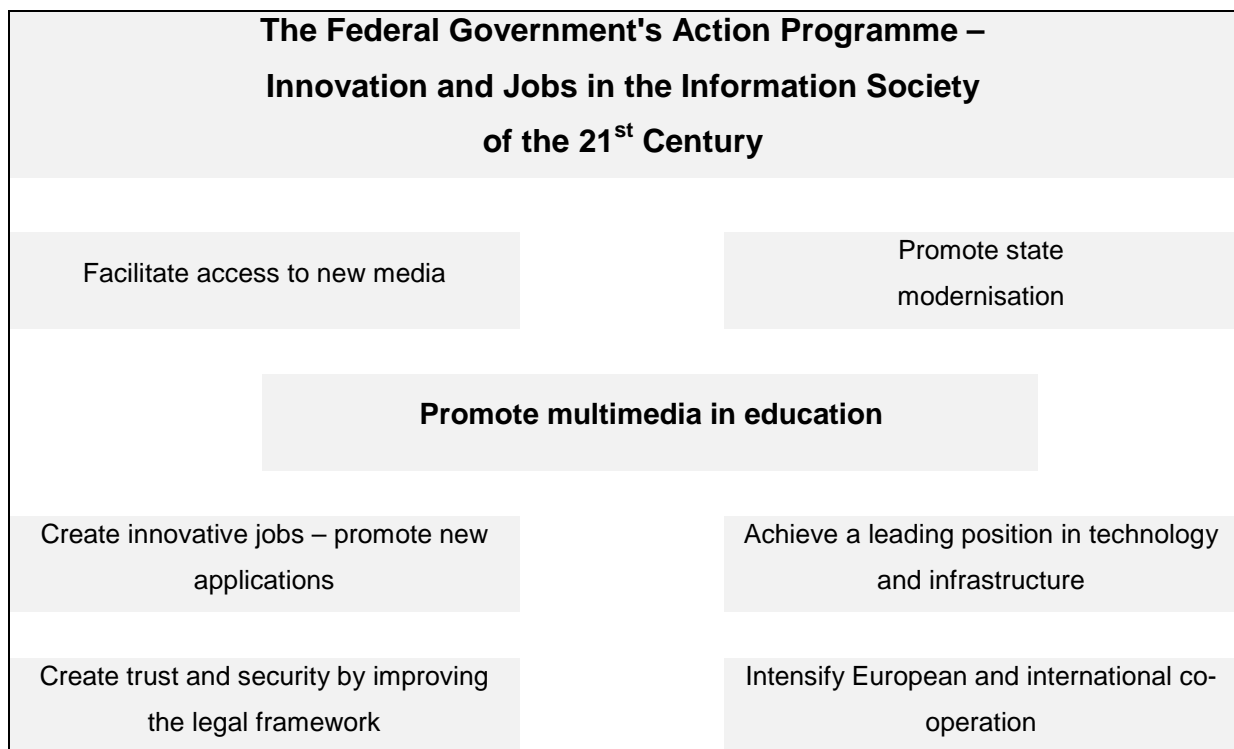 The Federal Government's Action Programme –
Innovation and Jobs in the Information Society
of the 21st Century
Facilitate access to new media
Promote state
modernisation
Promote multimedia in education
Create innovative jobs – promote new
applications
Achieve a leading position in technology
and infrastructure
Create trust and security by improving
the legal framework
Intensify European and international co-
operation